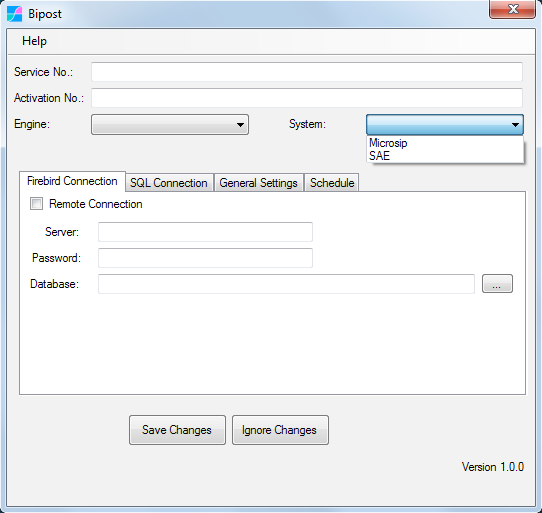 Bipost
Help
Service No.:
Activation No.:
Engine: System:
Microsip
SAE
Firebird Connection SQL Connection General Settings Schedule
Remote Connection
Server:
Password:
Database: ...
Save Changes Ignore Changes
Version 1.0.0